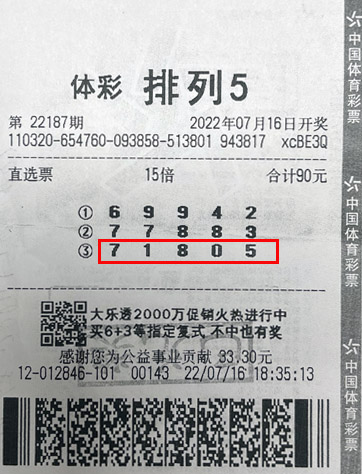 体彩 排列5
第 22187期 2022年07月16日开奖
110320-654760-093858-513801 943817 xcBE3Q
直选票 15倍 合计90元
① 6 9 9 4 2
② 7 7 8 8 3
③ 7 1 8 0 5
大乐透2000万促销火热进行中
买6+3等指定复式 不中也有奖
感谢您为公益事业贡献 33.30元
12-012846-101 00143 22/07/16 18:35:13
中国体育彩票
中国体育彩票
中国体育彩票